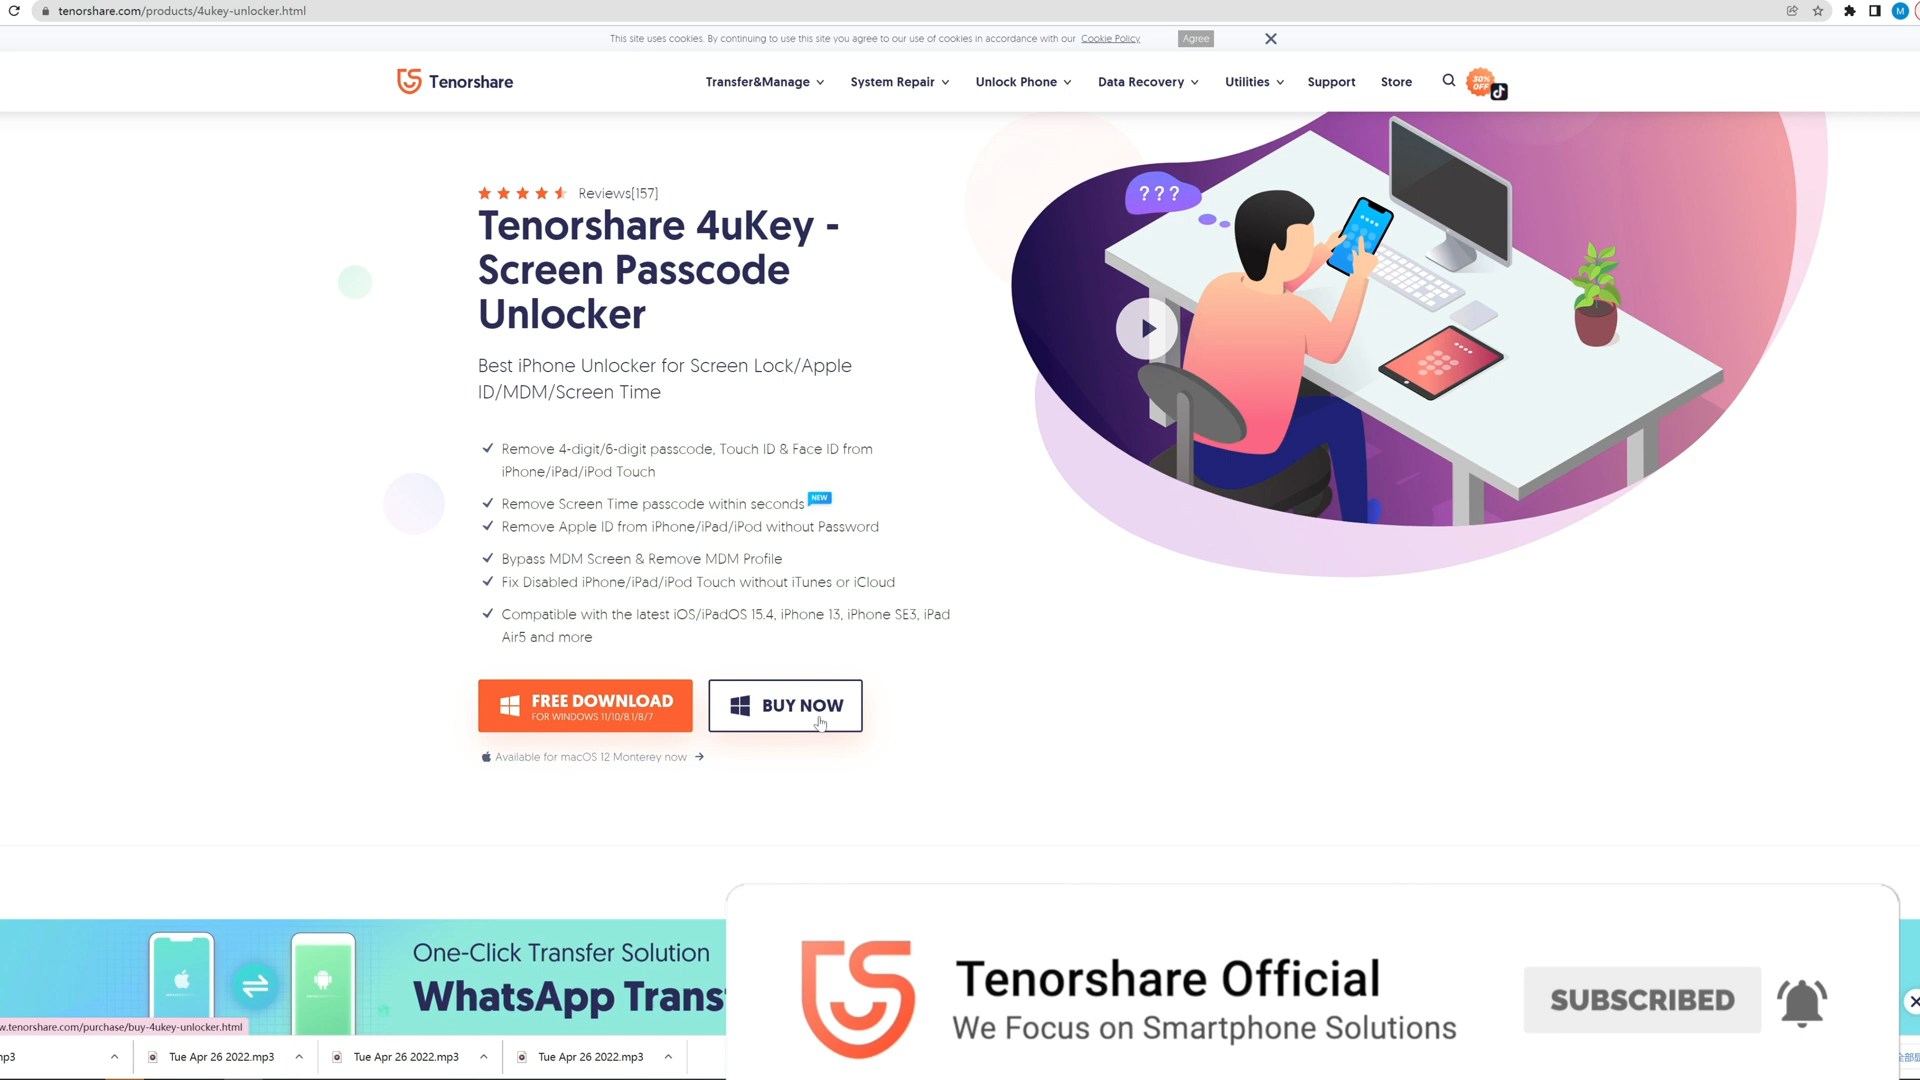 tenorshare.com/products/4ukey-unlocker.html
M
This site uses cookies. By continuing to use this site you agree to our use of cookies in accordance with our Cookie Policy
Agree
Tenorshare
Transfer&Manage
System Repair
Unlock Phone
Data Recovery
Utilities
Support
Store
30%
OFF
Reviews[157]
Tenorshare 4uKey -
Screen Passcode
Unlocker
? ? ?
Best iPhone Unlocker for Screen Lock/Apple
ID/MDM/Screen Time
Remove 4-digit/6-digit passcode, Touch ID & Face ID from
iPhone/iPad/iPod Touch
Remove Screen Time passcode within seconds NEW
Remove Apple ID from iPhone/iPad/iPod without Password
Bypass MDM Screen & Remove MDM Profile
Fix Disabled iPhone/iPad/iPod Touch without iTunes or iCloud
Compatible with the latest iOS/iPadOS 15.4, iPhone 13, iPhone SE3, iPad
Air5 and more
FREE DOWNLOAD
FOR WINDOWS 11/10/8.1/8/7
BUY NOW
Available for macOS 12 Monterey now
One-Click Transfer Solution
WhatsApp Trans
Tenorshare Official
We Focus on Smartphone Solutions
SUBSCRIBED
w.tenorshare.com/purchase/buy-4ukey-unlocker.html
np3
Tue Apr 26 2022.mp3
Tue Apr 26 2022.mp3
Tue Apr 26 2022.mp3